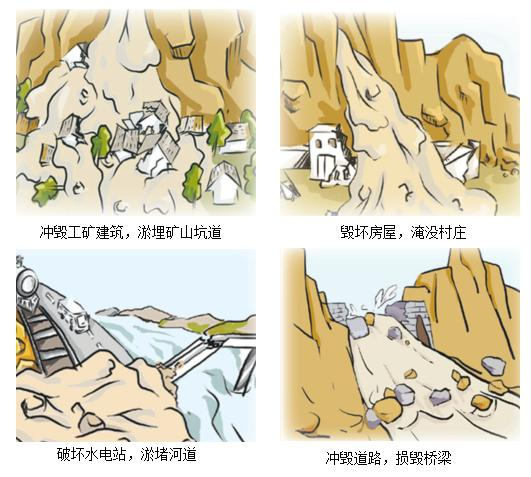 冲毁工矿建筑，淤埋矿山坑道
毁坏房屋，淹没村庄
破坏水电站，淤堵河道
冲毁道路，损毁桥梁